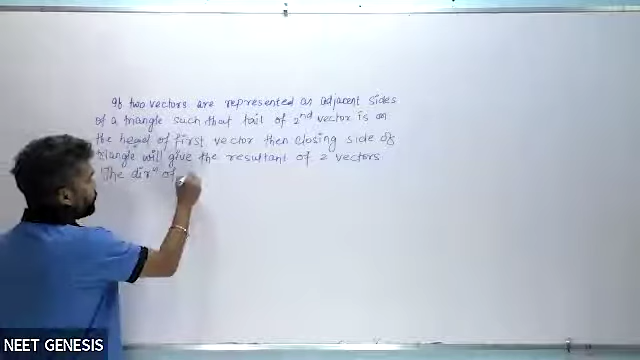 If two vectors are represented as adjacent sides
of a triangle such that tail of 2nd vector is on
the head of first vector then closing side of
triangle will give the resultant of 2 vectors
The dirn of
NEET GENESIS